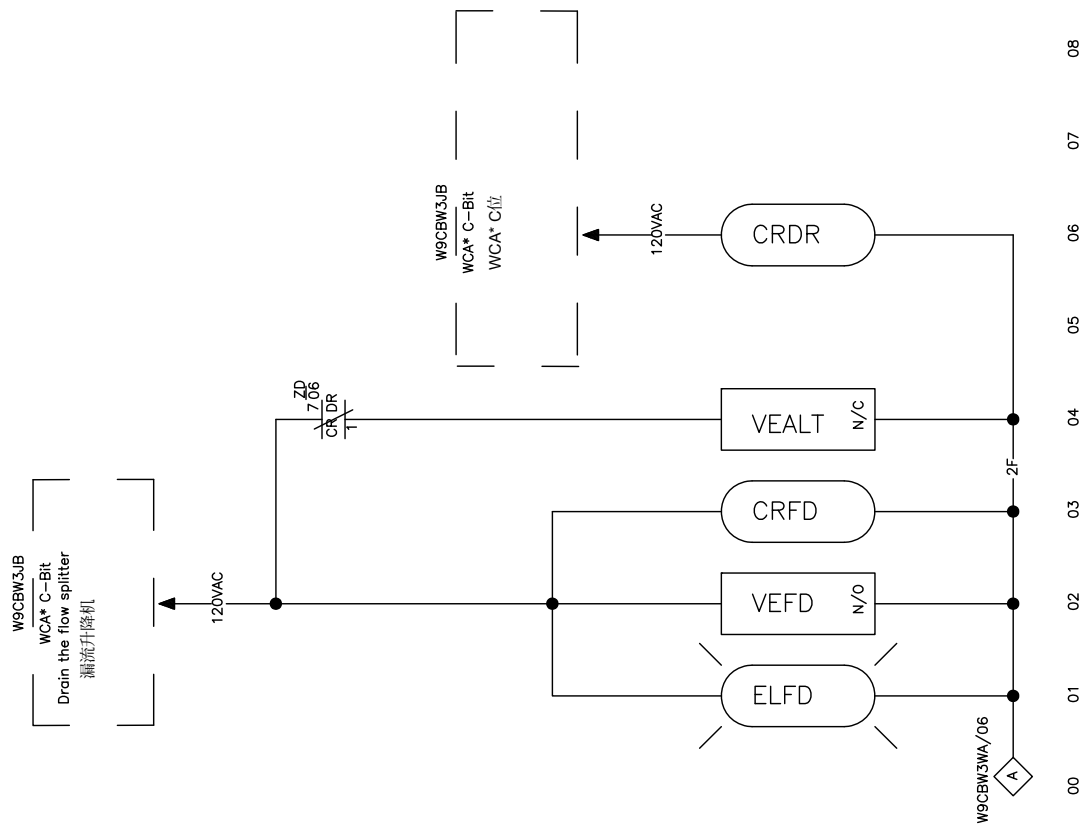 W9CBW3JB
WCA* C-Bit
Drain the flow splitter
漏流升降机
120VAC
W9CBW3JB
WCA* C-Bit
WCA* C位
120VAC
ZD
7 06
CR DR
1
ELFD
VEFD
N/O
CRFD
VEALT
N/C
CRDR
W9CBW3WA/06
A
2F
00
01
02
03
04
05
06
07
08